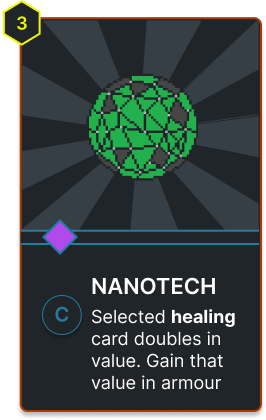 3
NANOTECH
C
Selected healing
card doubles in
value. Gain that
value in armour